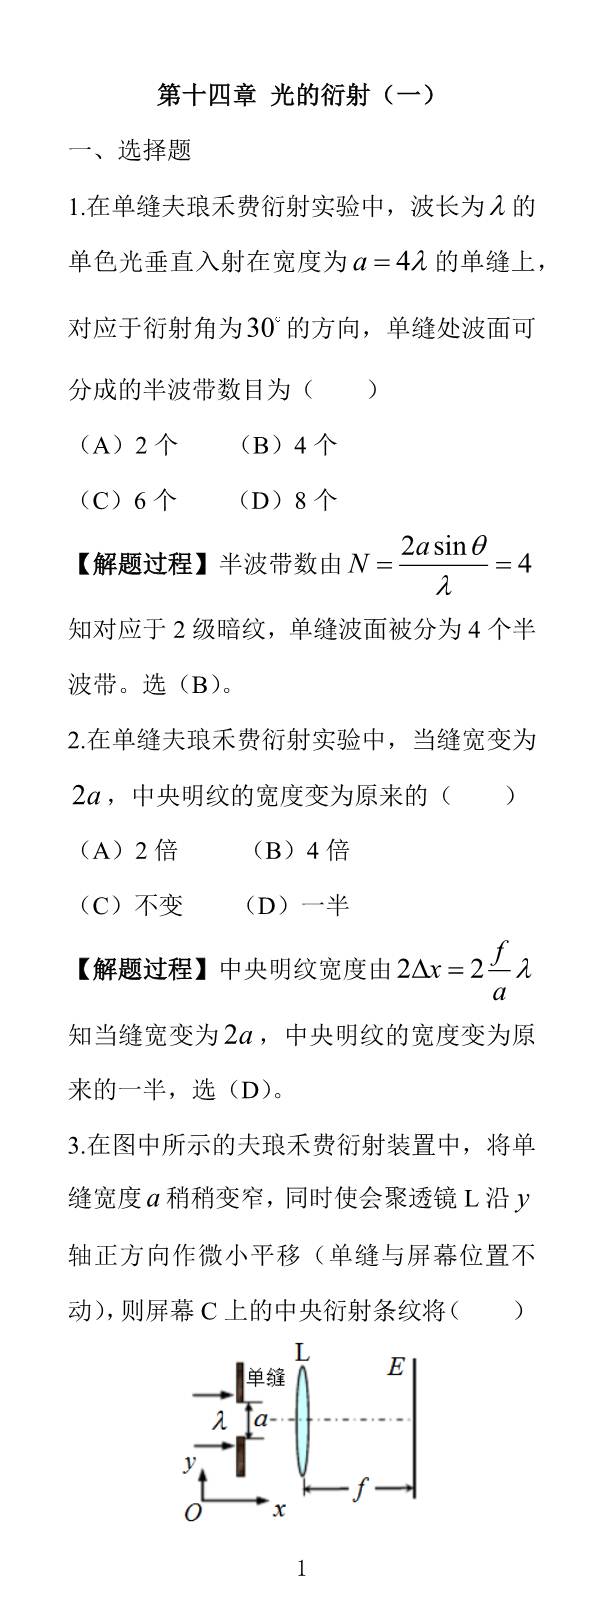 第十四章 光的衍射（一）
一、选择题
1.在单缝夫琅禾费衍射实验中，波长为 λ 的
单色光垂直入射在宽度为 a = 4λ 的单缝上，
对应于衍射角为 30° 的方向，单缝处波面可
分成的半波带数目为（　　）
（A）2 个　　（B）4 个
（C）6 个　　（D）8 个
【解题过程】半波带数由 N = 2a sin θ / λ = 4
知对应于 2 级暗纹，单缝波面被分为 4 个半
波带。选（B）。
2.在单缝夫琅禾费衍射实验中，当缝宽变为
2a，中央明纹的宽度变为原来的（　　）
（A）2 倍　　（B）4 倍
（C）不变　　（D）一半
【解题过程】中央明纹宽度由 2Δx = 2 f/a λ
知当缝宽变为 2a，中央明纹的宽度变为原
来的一半，选（D）。
3.在图中所示的夫琅禾费衍射装置中，将单
缝宽度 a 稍稍变窄，同时使会聚透镜 L 沿 y
轴正方向作微小平移（单缝与屏幕位置不
动），则屏幕 C 上的中央衍射条纹将（　　）
L
单缝
E
λ
a
y
f
O
x
1